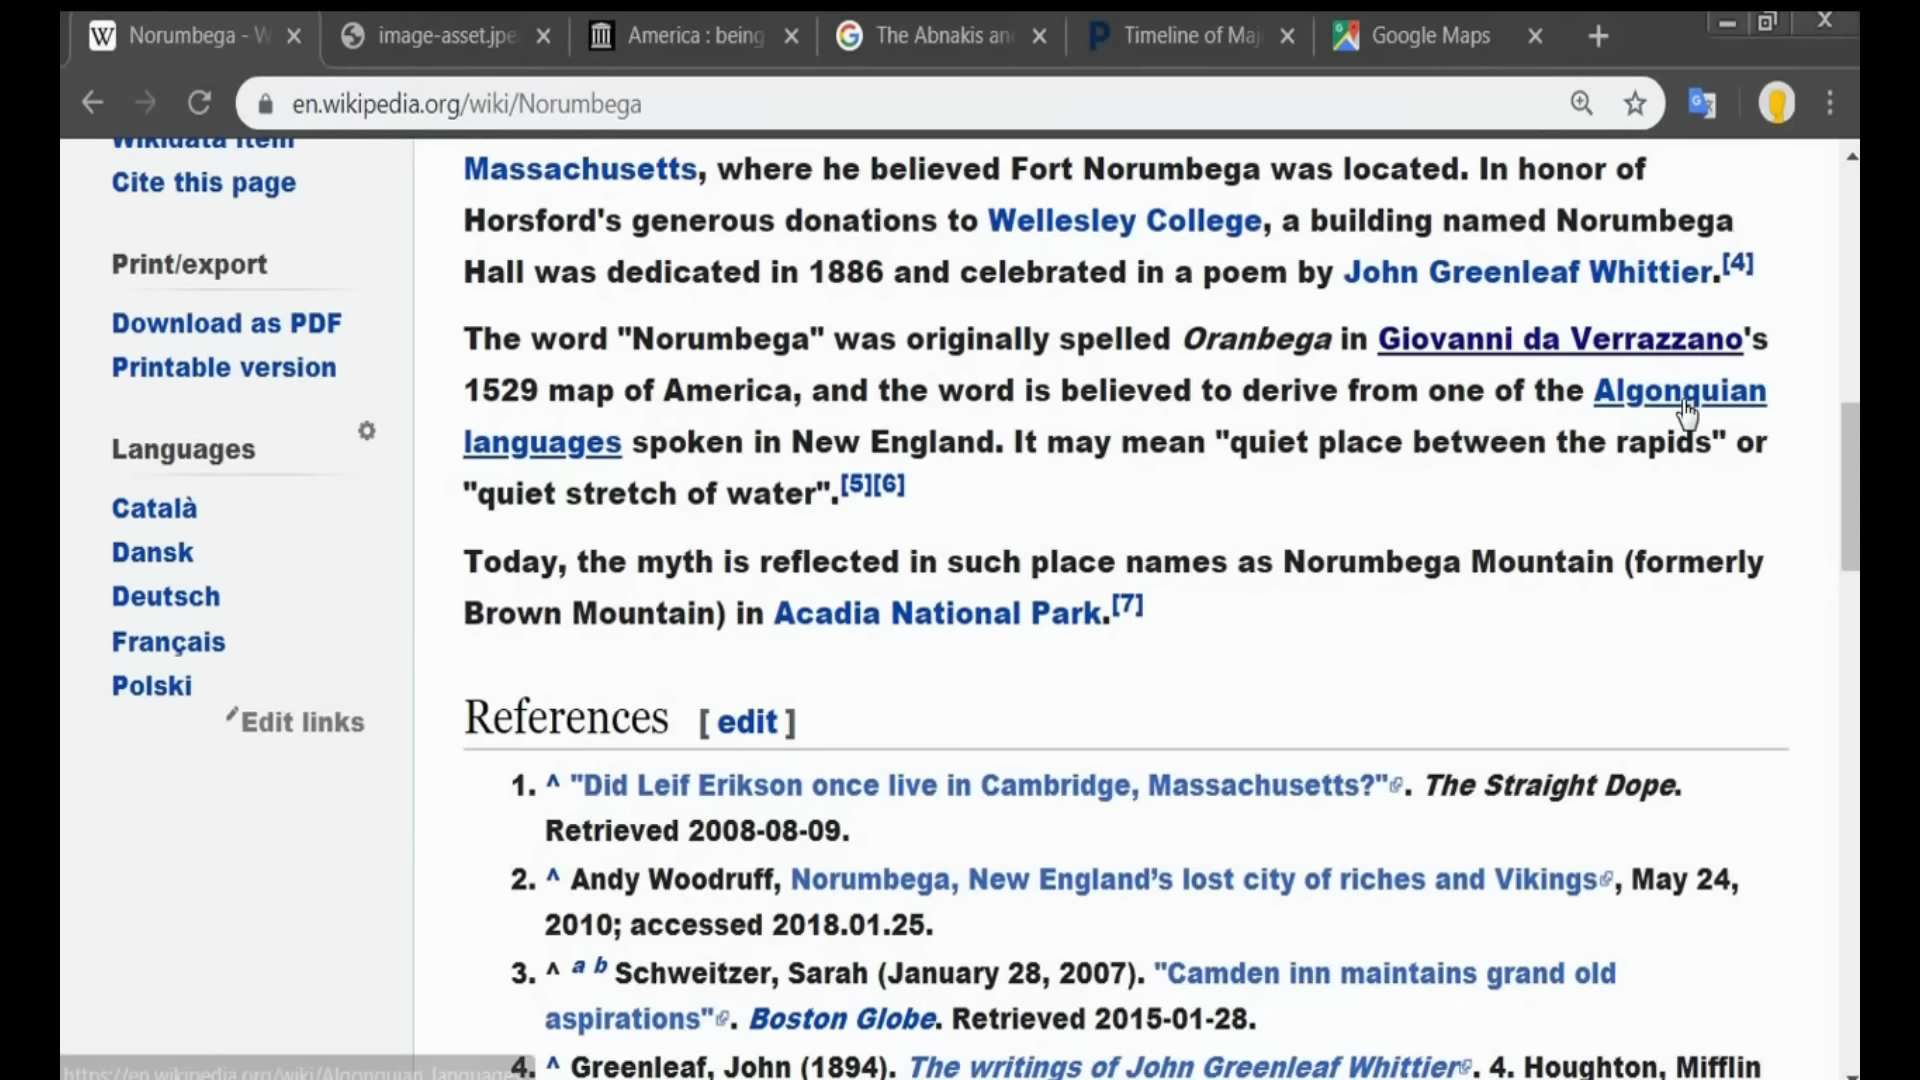 Norumbega - W
image-asset.jpe
America : being
The Abnakis an
Timeline of Maj
Google Maps
en.wikipedia.org/wiki/Norumbega
Wikidata item
Cite this page
Print/export
Download as PDF
Printable version
Languages
Català
Dansk
Deutsch
Français
Polski
Edit links
Massachusetts, where he believed Fort Norumbega was located. In honor of
Horsford's generous donations to Wellesley College, a building named Norumbega
Hall was dedicated in 1886 and celebrated in a poem by John Greenleaf Whittier.[4]
The word "Norumbega" was originally spelled Oranbega in Giovanni da Verrazzano's
1529 map of America, and the word is believed to derive from one of the Algonquian
languages spoken in New England. It may mean "quiet place between the rapids" or
"quiet stretch of water".[5][6]
Today, the myth is reflected in such place names as Norumbega Mountain (formerly
Brown Mountain) in Acadia National Park.[7]
References [ edit ]
1. ^ "Did Leif Erikson once live in Cambridge, Massachusetts?". The Straight Dope.
Retrieved 2008-08-09.
2. ^ Andy Woodruff, Norumbega, New England’s lost city of riches and Vikings, May 24,
2010; accessed 2018.01.25.
3. ^ a b Schweitzer, Sarah (January 28, 2007). "Camden inn maintains grand old
aspirations". Boston Globe. Retrieved 2015-01-28.
4. ^ Greenleaf, John (1894). The writings of John Greenleaf Whittier. 4. Houghton, Mifflin
https://en.wikipedia.org/wiki/Algonquian_languages